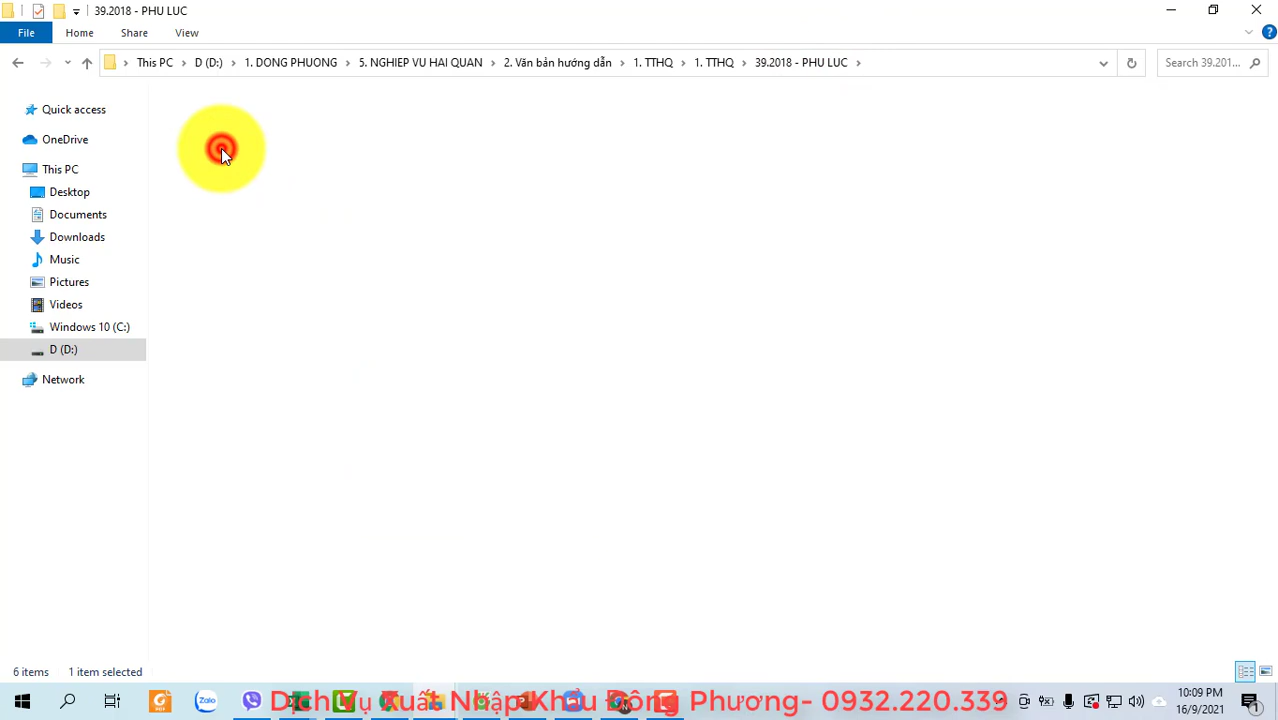 39.2018 - PHU LUC
File Home Share View
This PC D (D:) 1. DONG PHUONG 5. NGHIEP VU HAI QUAN 2. Văn bản hướng dẫn 1. TTHQ 1. TTHQ 39.2018 - PHU LUC
Search 39.201...
Quick access
OneDrive
This PC
Desktop
Documents
Downloads
Music
Pictures
Videos
Windows 10 (C:)
D (D:)
Network
6 items 1 item selected
Dịch Vụ Xuất Nhập Khẩu Đông Phương- 0932.220.339
10:09 PM
16/9/2021